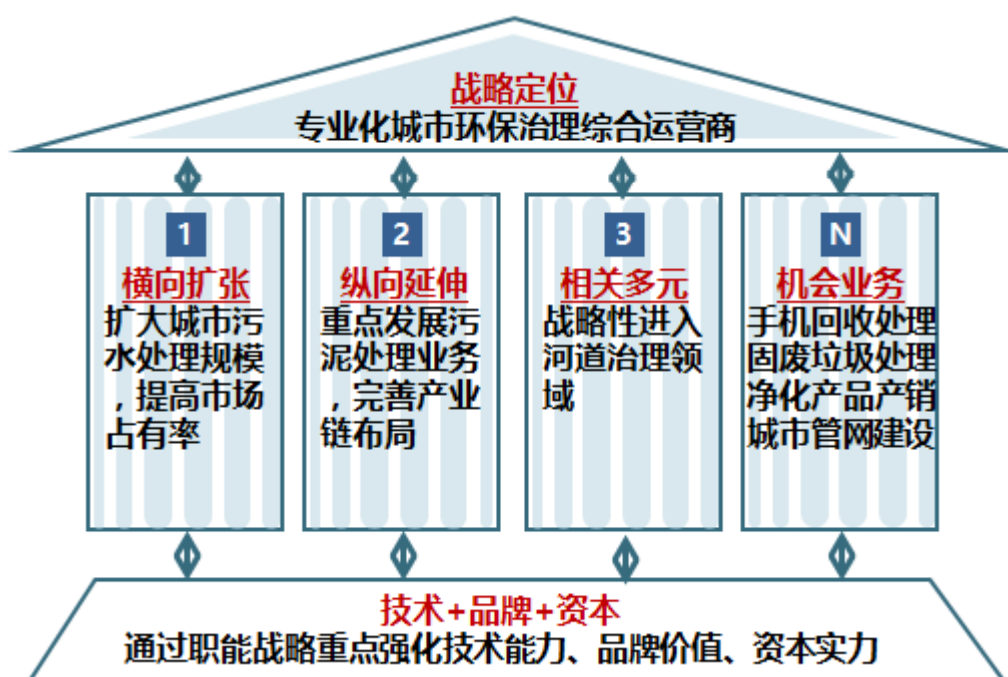 战略定位
专业化城市环保治理综合运营商
1
横向扩张
扩大城市污
水处理规模
，提高市场
占有率
2
纵向延伸
重点发展污
泥处理业务
，完善产业
链布局
3
相关多元
战略性进入
河道治理领
域
N
机会业务
手机回收处理
固废垃圾处理
净化产品产销
城市管网建设
技术+品牌+资本
通过职能战略重点强化技术能力、品牌价值、资本实力